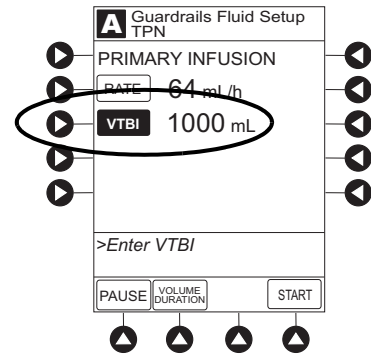 A Guardrails Fluid Setup
TPN
PRIMARY INFUSION
RATE 64 mL/h
VTBI 1000 mL
>Enter VTBI
PAUSE VOLUME DURATION START